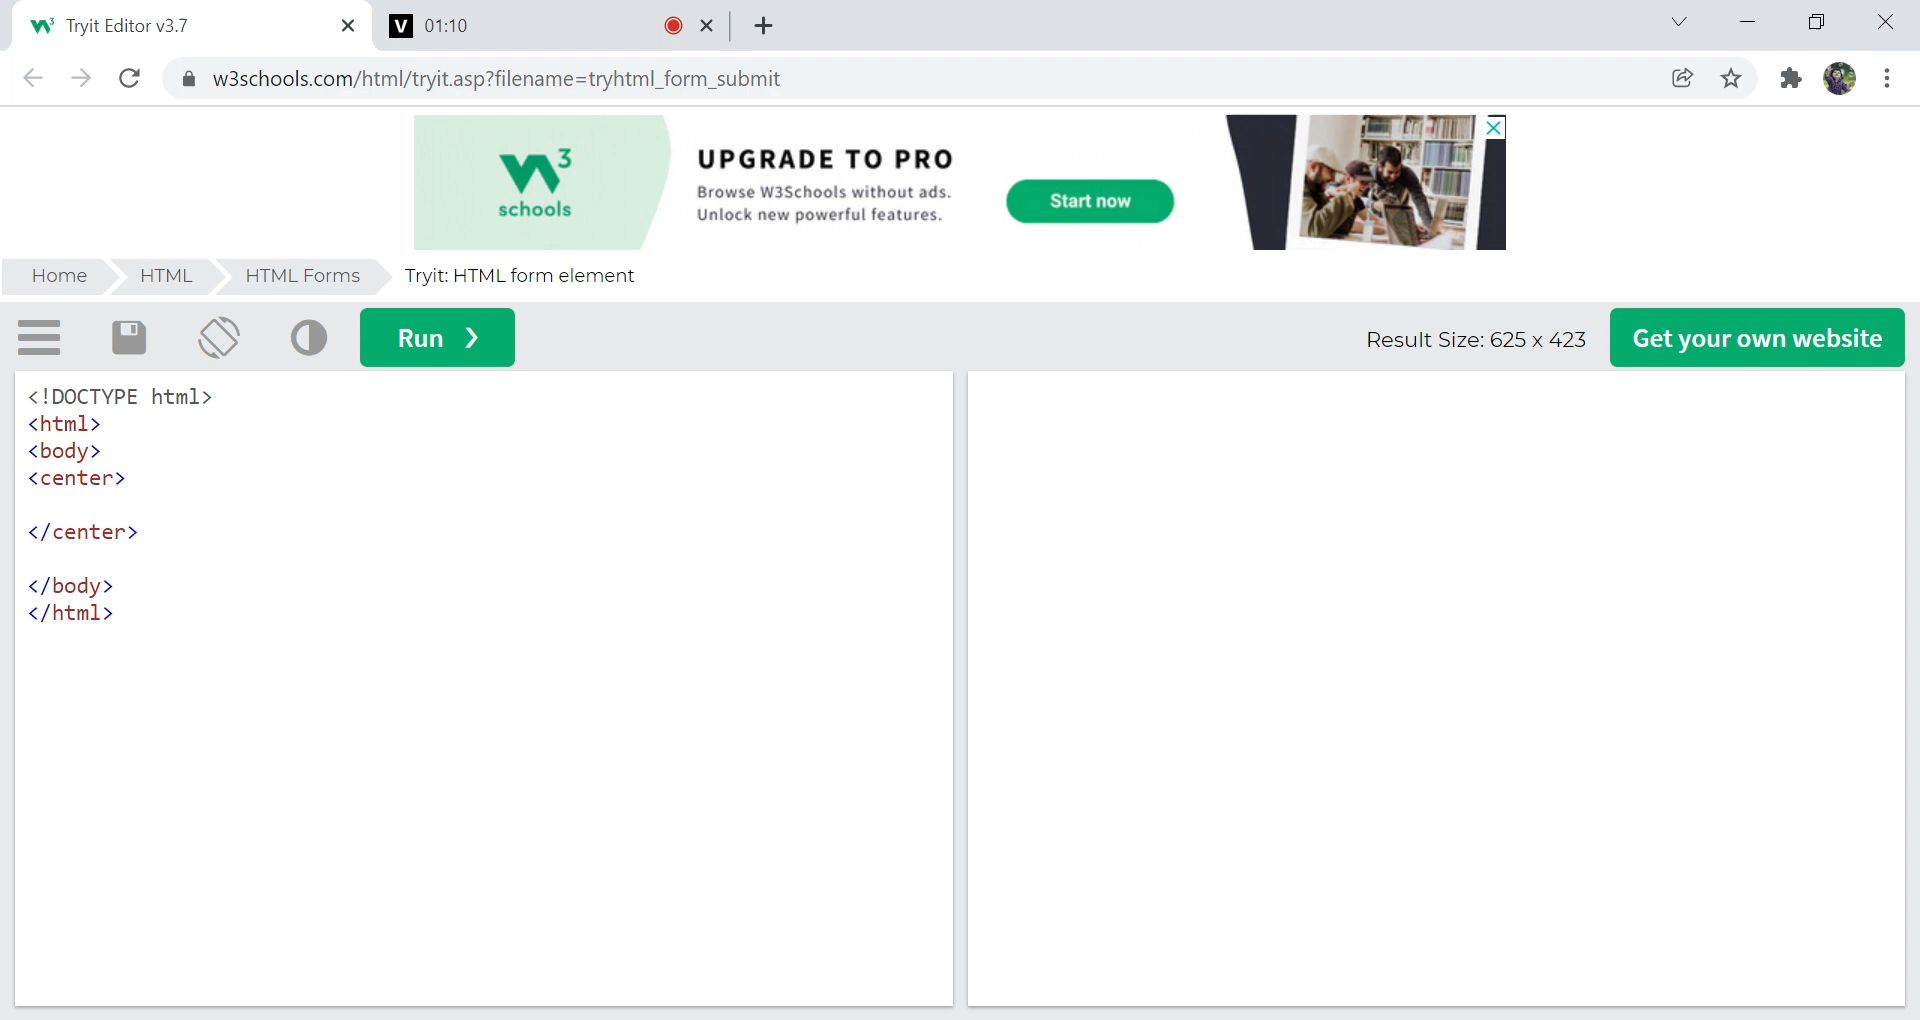 Tryit Editor v3.7
V 01:10
w3schools.com/html/tryit.asp?filename=tryhtml_form_submit
W3
schools
UPGRADE TO PRO
Browse W3Schools without ads.
Unlock new powerful features.
Start now
Home HTML HTML Forms Tryit: HTML form element
Run ❯
Result Size: 625 x 423
Get your own website
<!DOCTYPE html>
<html>
<body>
<center>
</center>
</body>
</html>